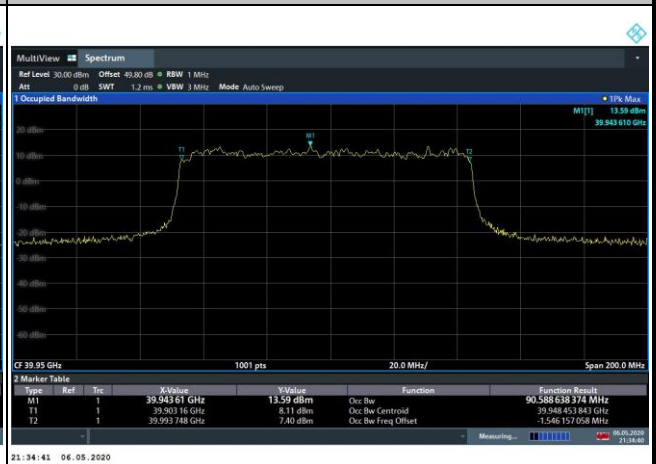 MultiView Spectrum
Ref Level 30.00 dBm Offset 49.80 dB RBW 1 MHz
Att 0 dB SWT 1.2 ms VBW 3 MHz Mode Auto Sweep
1 Occupied Bandwidth 1Pk Max
M1[1] 13.59 dBm
39.943 610 GHz
20 dBm
M1
T1
T2
10 dBm
0 dBm
-10 dBm
-20 dBm
-30 dBm
-40 dBm
-50 dBm
-60 dBm
CF 39.95 GHz 1001 pts 20.0 MHz/ Span 200.0 MHz
2 Marker Table
Type Ref Trc X-Value Y-Value Function Function Result
M1 1 39.943 61 GHz 13.59 dBm Occ Bw 90.588 638 374 MHz
T1 1 39.903 16 GHz 8.11 dBm Occ Bw Centroid 39.948 453 843 GHz
T2 1 39.993 748 GHz 7.40 dBm Occ Bw Freq Offset -1.546 157 058 MHz
Measuring... 06.05.2020
21:34:40
21:34:41 06.05.2020